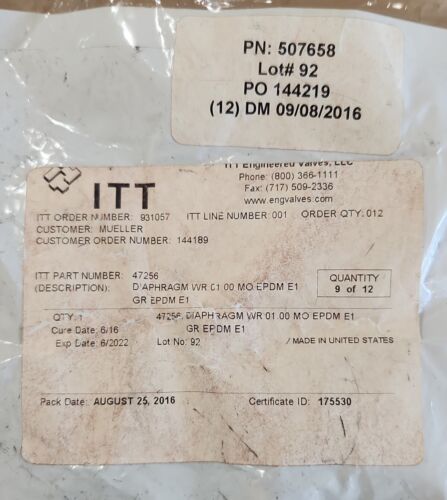 PN: 507658
Lot# 92
PO 144219
(12) DM 09/08/2016
ITT Engineered Valves, LLC
Phone: (800) 366-1111
Fax: (717) 509-2336
www.engvalves.com
ITT
ITT ORDER NUMBER: 931057 ITT LINE NUMBER: 001 ORDER QTY: 012
CUSTOMER: MUELLER
CUSTOMER ORDER NUMBER: 144189
ITT PART NUMBER: 47256
(DESCRIPTION): DIAPHRAGM WR 01.00 MO EPDM E1
GR EPDM E1
QUANTITY
9 of 12
QTY: 1 47256, DIAPHRAGM WR 01.00 MO EPDM E1
Cure Date: 6/16 GR EPDM E1
Exp Date: 6/2022 Lot No: 92 / MADE IN UNITED STATES
Pack Date: AUGUST 25, 2016 Certificate ID: 175530